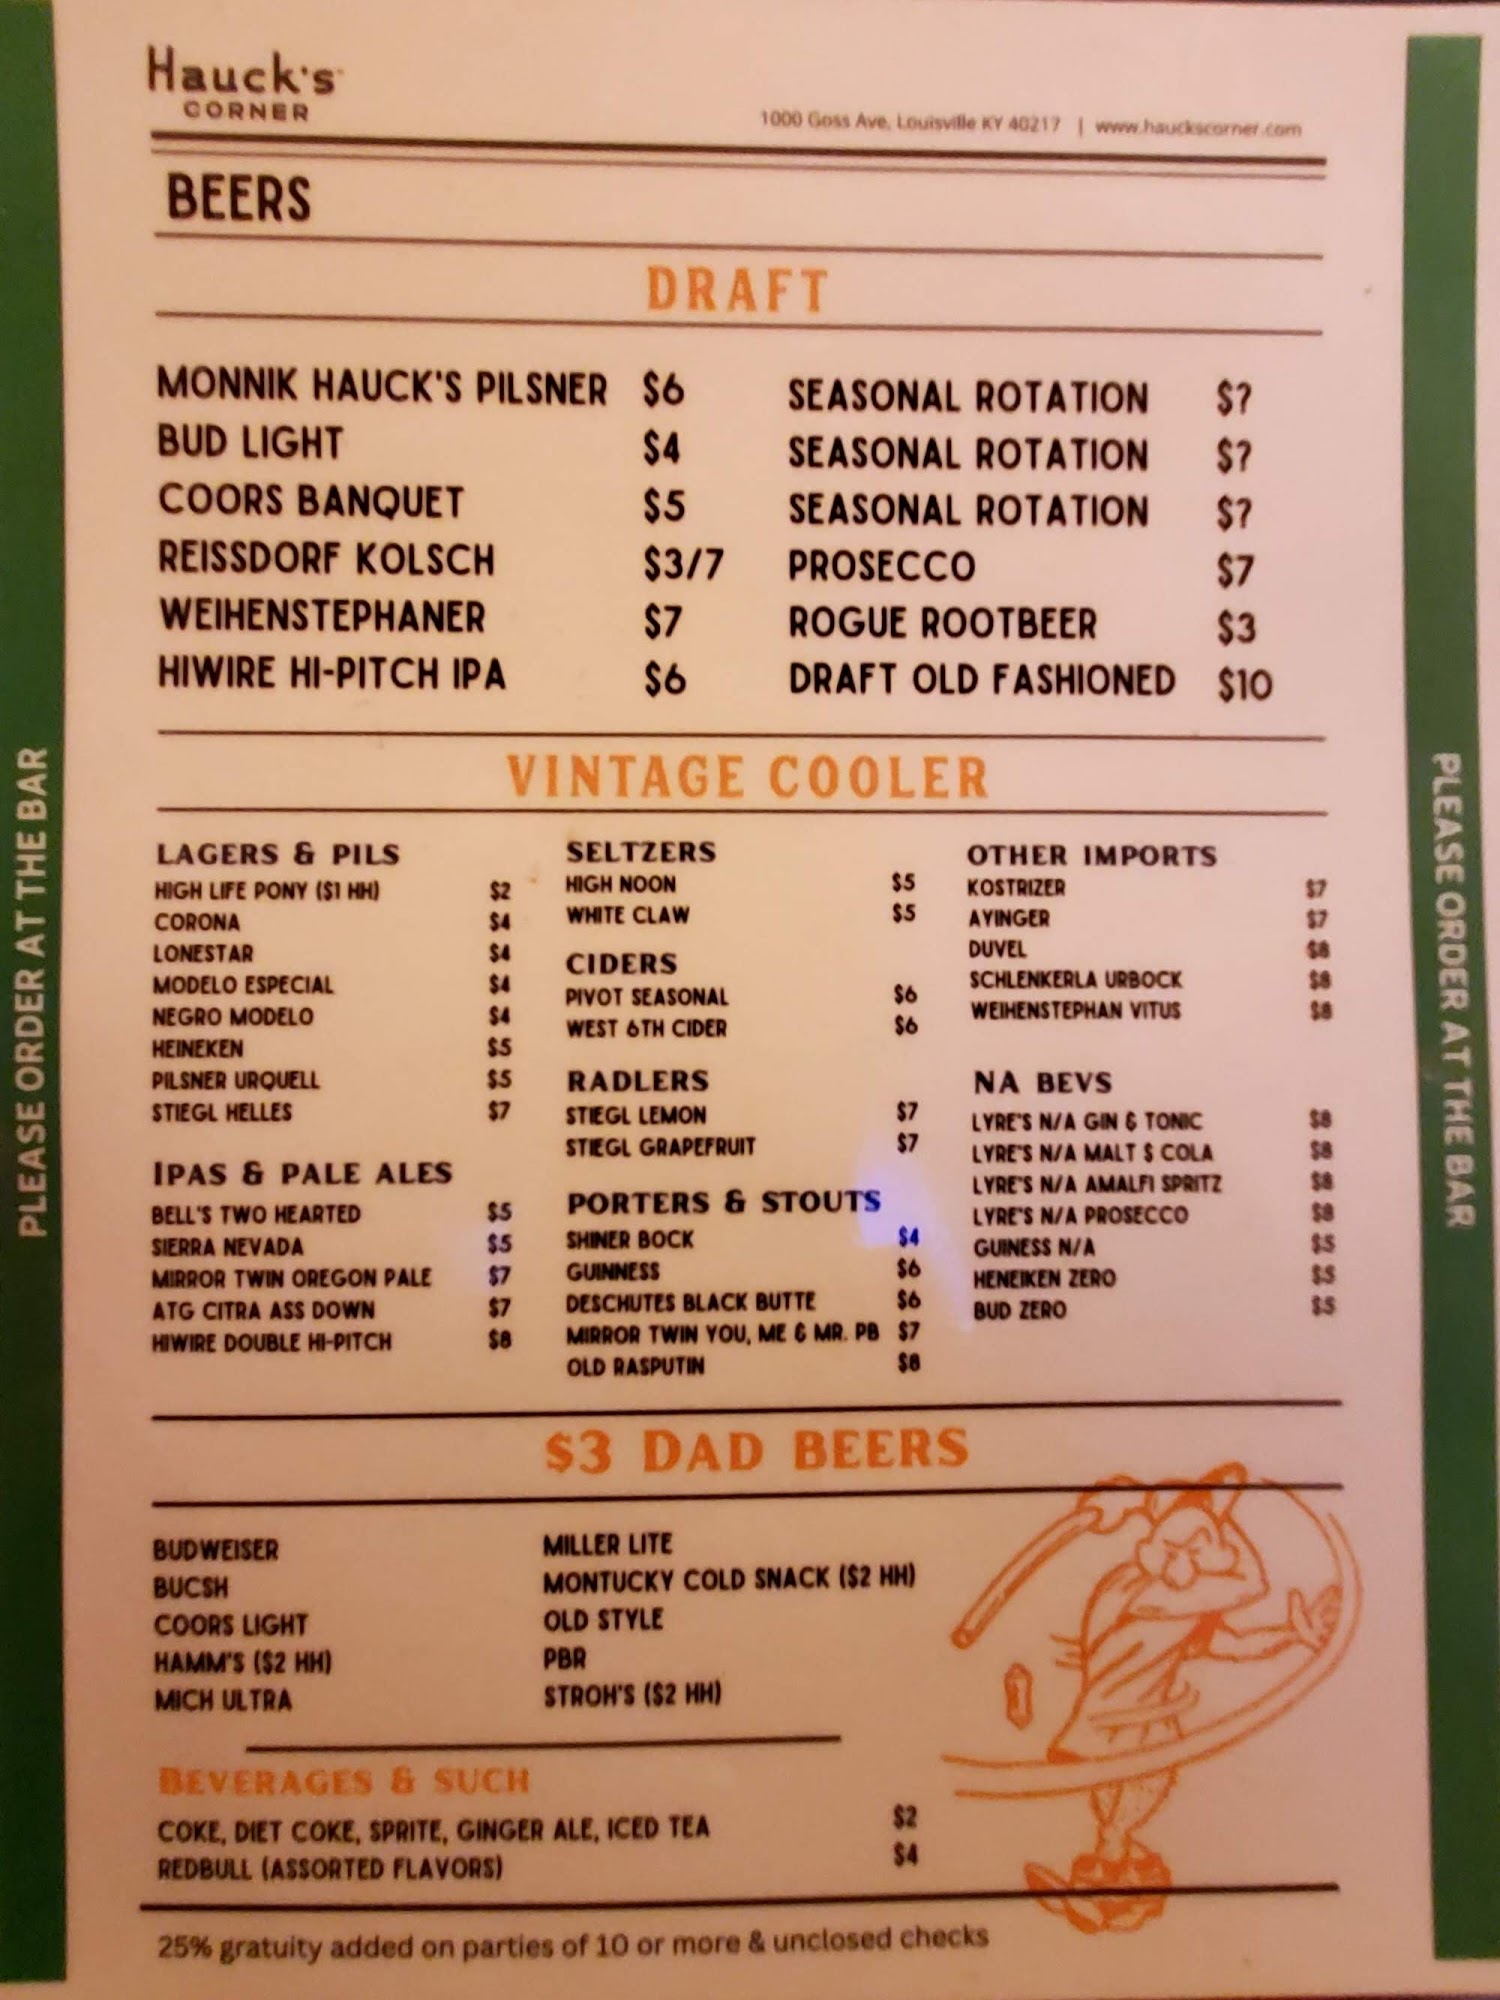 Hauck's
CORNER
1000 Goss Ave, Louisville KY 40217 | www.hauckscorner.com
BEERS
DRAFT
MONNIK HAUCK'S PILSNER $6
BUD LIGHT $4
COORS BANQUET $5
REISSDORF KOLSCH $3/7
WEIHENSTEPHANER $7
HIWIRE HI-PITCH IPA $6
SEASONAL ROTATION $?
SEASONAL ROTATION $?
SEASONAL ROTATION $?
PROSECCO $7
ROGUE ROOTBEER $3
DRAFT OLD FASHIONED $10
VINTAGE COOLER
LAGERS & PILS
HIGH LIFE PONY ($1 HH) $2
CORONA $4
LONESTAR $4
MODELO ESPECIAL $4
NEGRO MODELO $4
HEINEKEN $5
PILSNER URQUELL $5
STIEGL HELLES $7
IPAS & PALE ALES
BELL'S TWO HEARTED $5
SIERRA NEVADA $5
MIRROR TWIN OREGON PALE $7
ATG CITRA ASS DOWN $7
HIWIRE DOUBLE HI-PITCH $8
SELTZERS
HIGH NOON $5
WHITE CLAW $5
CIDERS
PIVOT SEASONAL $6
WEST 6TH CIDER $6
RADLERS
STIEGL LEMON $7
STIEGL GRAPEFRUIT $7
PORTERS & STOUTS
SHINER BOCK $4
GUINNESS $6
DESCHUTES BLACK BUTTE $6
MIRROR TWIN YOU, ME & MR. PB $7
OLD RASPUTIN $8
OTHER IMPORTS
KOSTRIZER $7
AYINGER $7
DUVEL $8
SCHLENKERLA URBOCK $8
WEIHENSTEPHAN VITUS $8
NA BEVS
LYRE'S N/A GIN & TONIC $8
LYRE'S N/A MALT $ COLA $8
LYRE'S N/A AMALFI SPRITZ $8
LYRE'S N/A PROSECCO $8
GUINESS N/A $5
HENEIKEN ZERO $5
BUD ZERO $5
$3 DAD BEERS
BUDWEISER
BUCSH
COORS LIGHT
HAMM'S ($2 HH)
MICH ULTRA
MILLER LITE
MONTUCKY COLD SNACK ($2 HH)
OLD STYLE
PBR
STROH'S ($2 HH)
BEVERAGES & SUCH
COKE, DIET COKE, SPRITE, GINGER ALE, ICED TEA $2
REDBULL (ASSORTED FLAVORS) $4
25% gratuity added on parties of 10 or more & unclosed checks
PLEASE ORDER AT THE BAR
PLEASE ORDER AT THE BAR